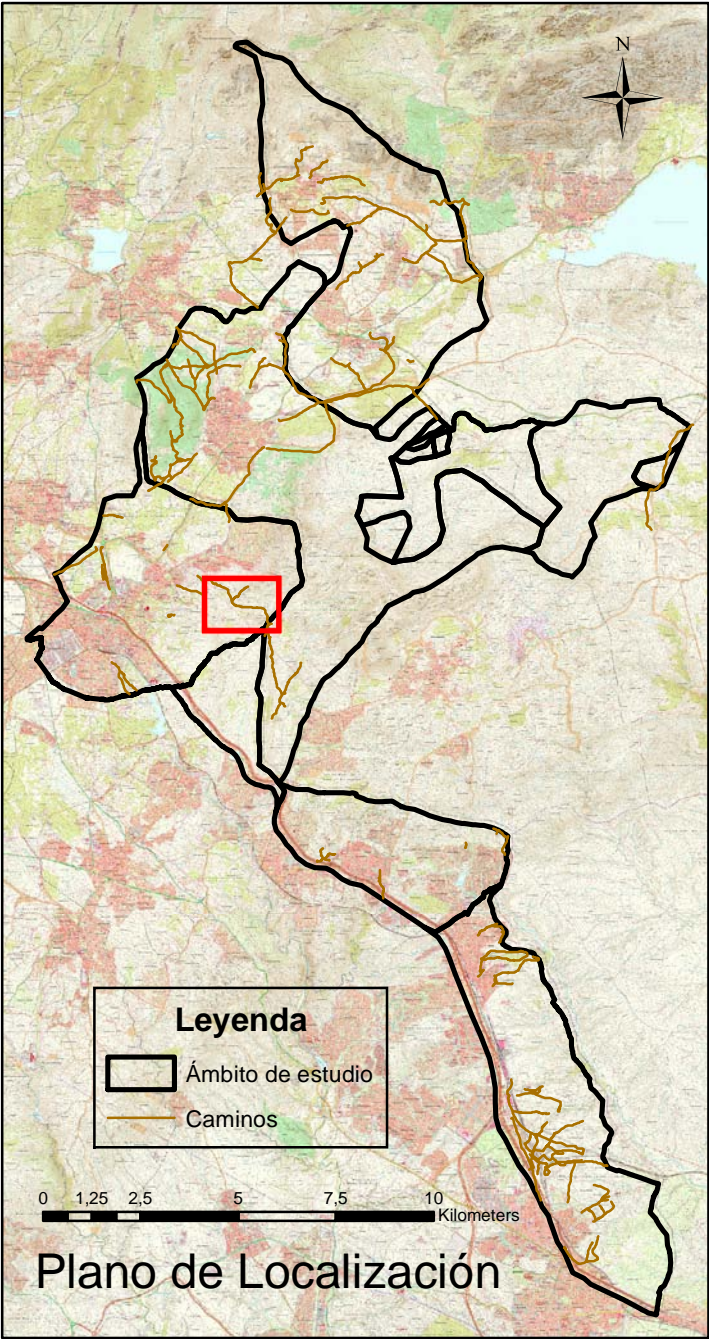 N
Leyenda
Ámbito de estudio
Caminos
0 1,25 2,5 5 7,5 10
Kilometers
Plano de Localización